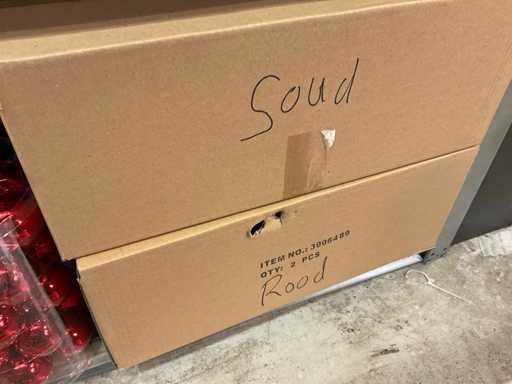 Soud
ITEM NO.: 3006489
QTY: 2 PCS
Rood